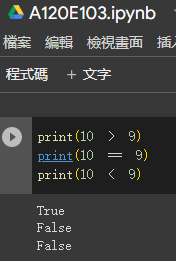 A120E103.ipynb
檔案 編輯 檢視畫面
程式碼 + 文字
print(10 > 9)
print(10 == 9)
print(10 < 9)
True
False
False